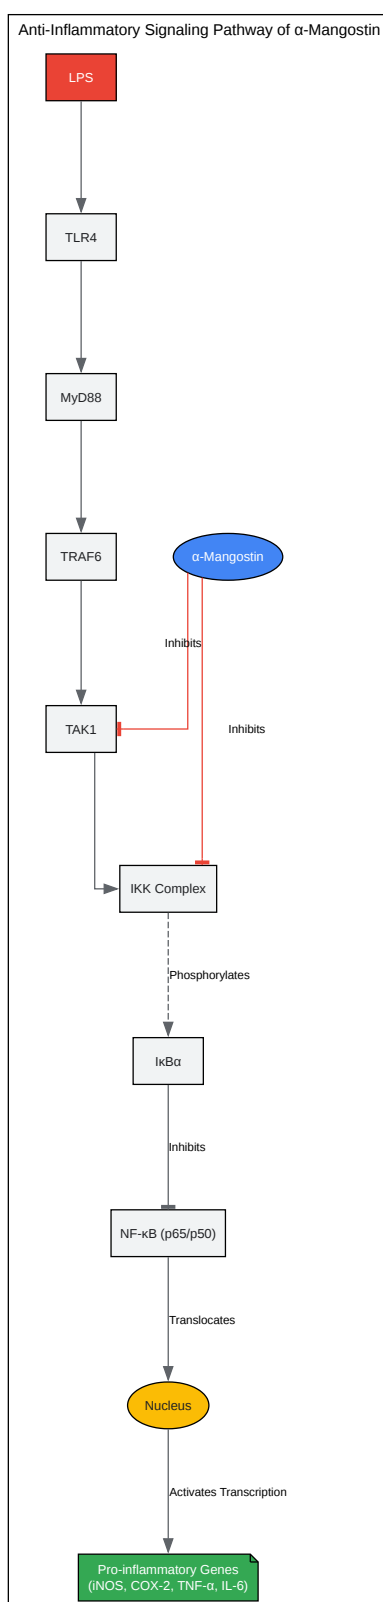 Anti-Inflammatory Signaling Pathway of α-Mangostin
LPS
TLR4
MyD88
TRAF6
α-Mangostin
Inhibits
TAK1
Inhibits
IKK Complex
Phosphorylates
IκBα
Inhibits
NF-κB (p65/p50)
Translocates
Nucleus
Activates Transcription
Pro-inflammatory Genes
(iNOS, COX-2, TNF-α, IL-6)